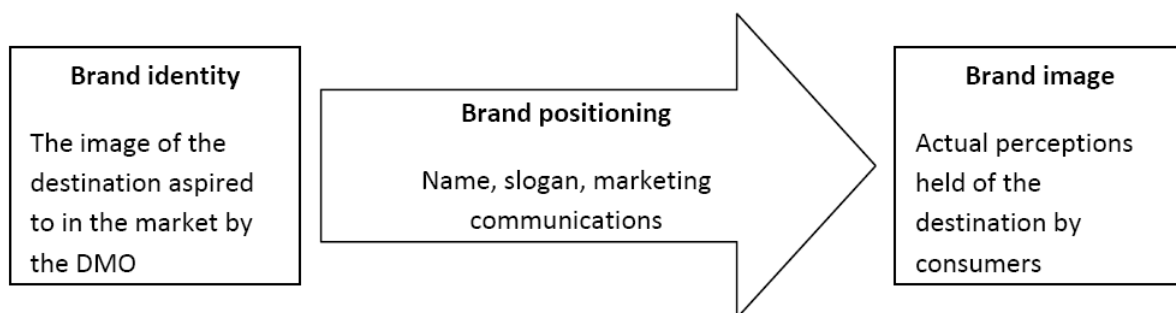 Brand identity
The image of the
destination aspired
to in the market by
the DMO
Brand positioning
Name, slogan, marketing
communications
Brand image
Actual perceptions
held of the
destination by
consumers